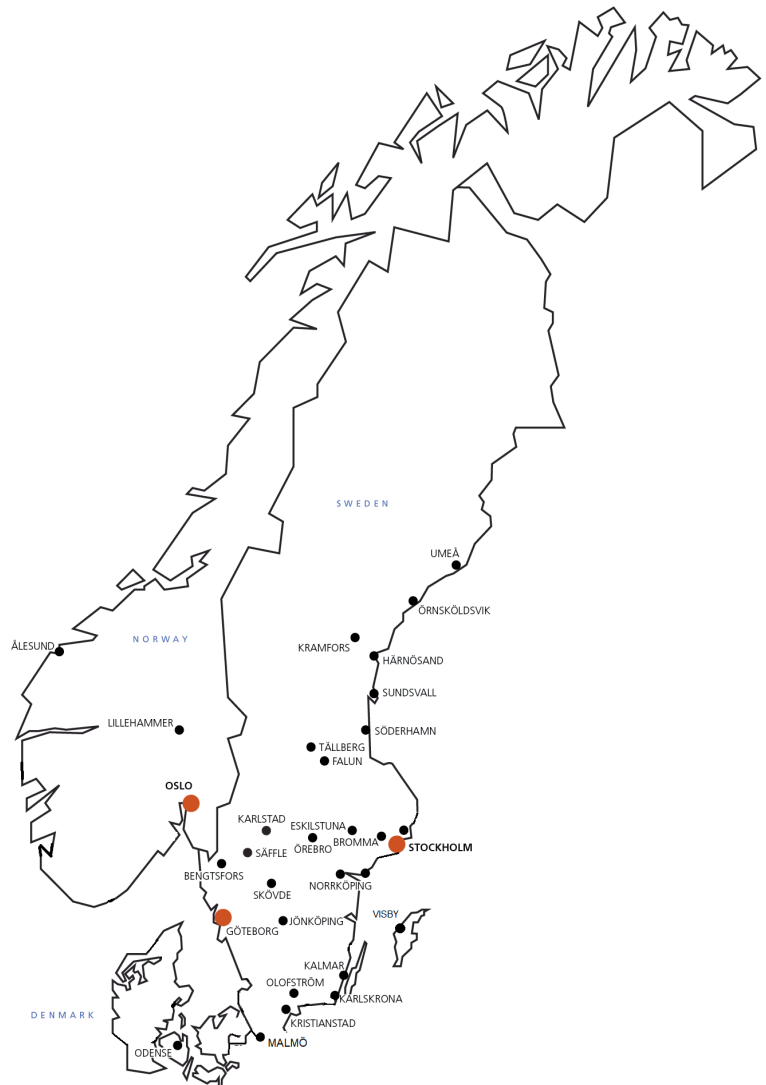 SWEDEN
UMEÅ
ÖRNSKÖLDSVIK
NORWAY
ÅLESUND
KRAMFORS
HÄRNÖSAND
SUNDSVALL
LILLEHAMMER
SÖDERHAMN
TÄLLBERG
FALUN
OSLO
KARLSTAD
ESKILSTUNA
BROMMA
ÖREBRO
STOCKHOLM
SÄFFLE
BENGTSFORS
NORRKÖPING
SKÖVDE
VISBY
JÖNKÖPING
GÖTEBORG
KALMAR
OLOFSTRÖM
KARLSKRONA
DENMARK
KRISTIANSTAD
MALMÖ
ODENSE